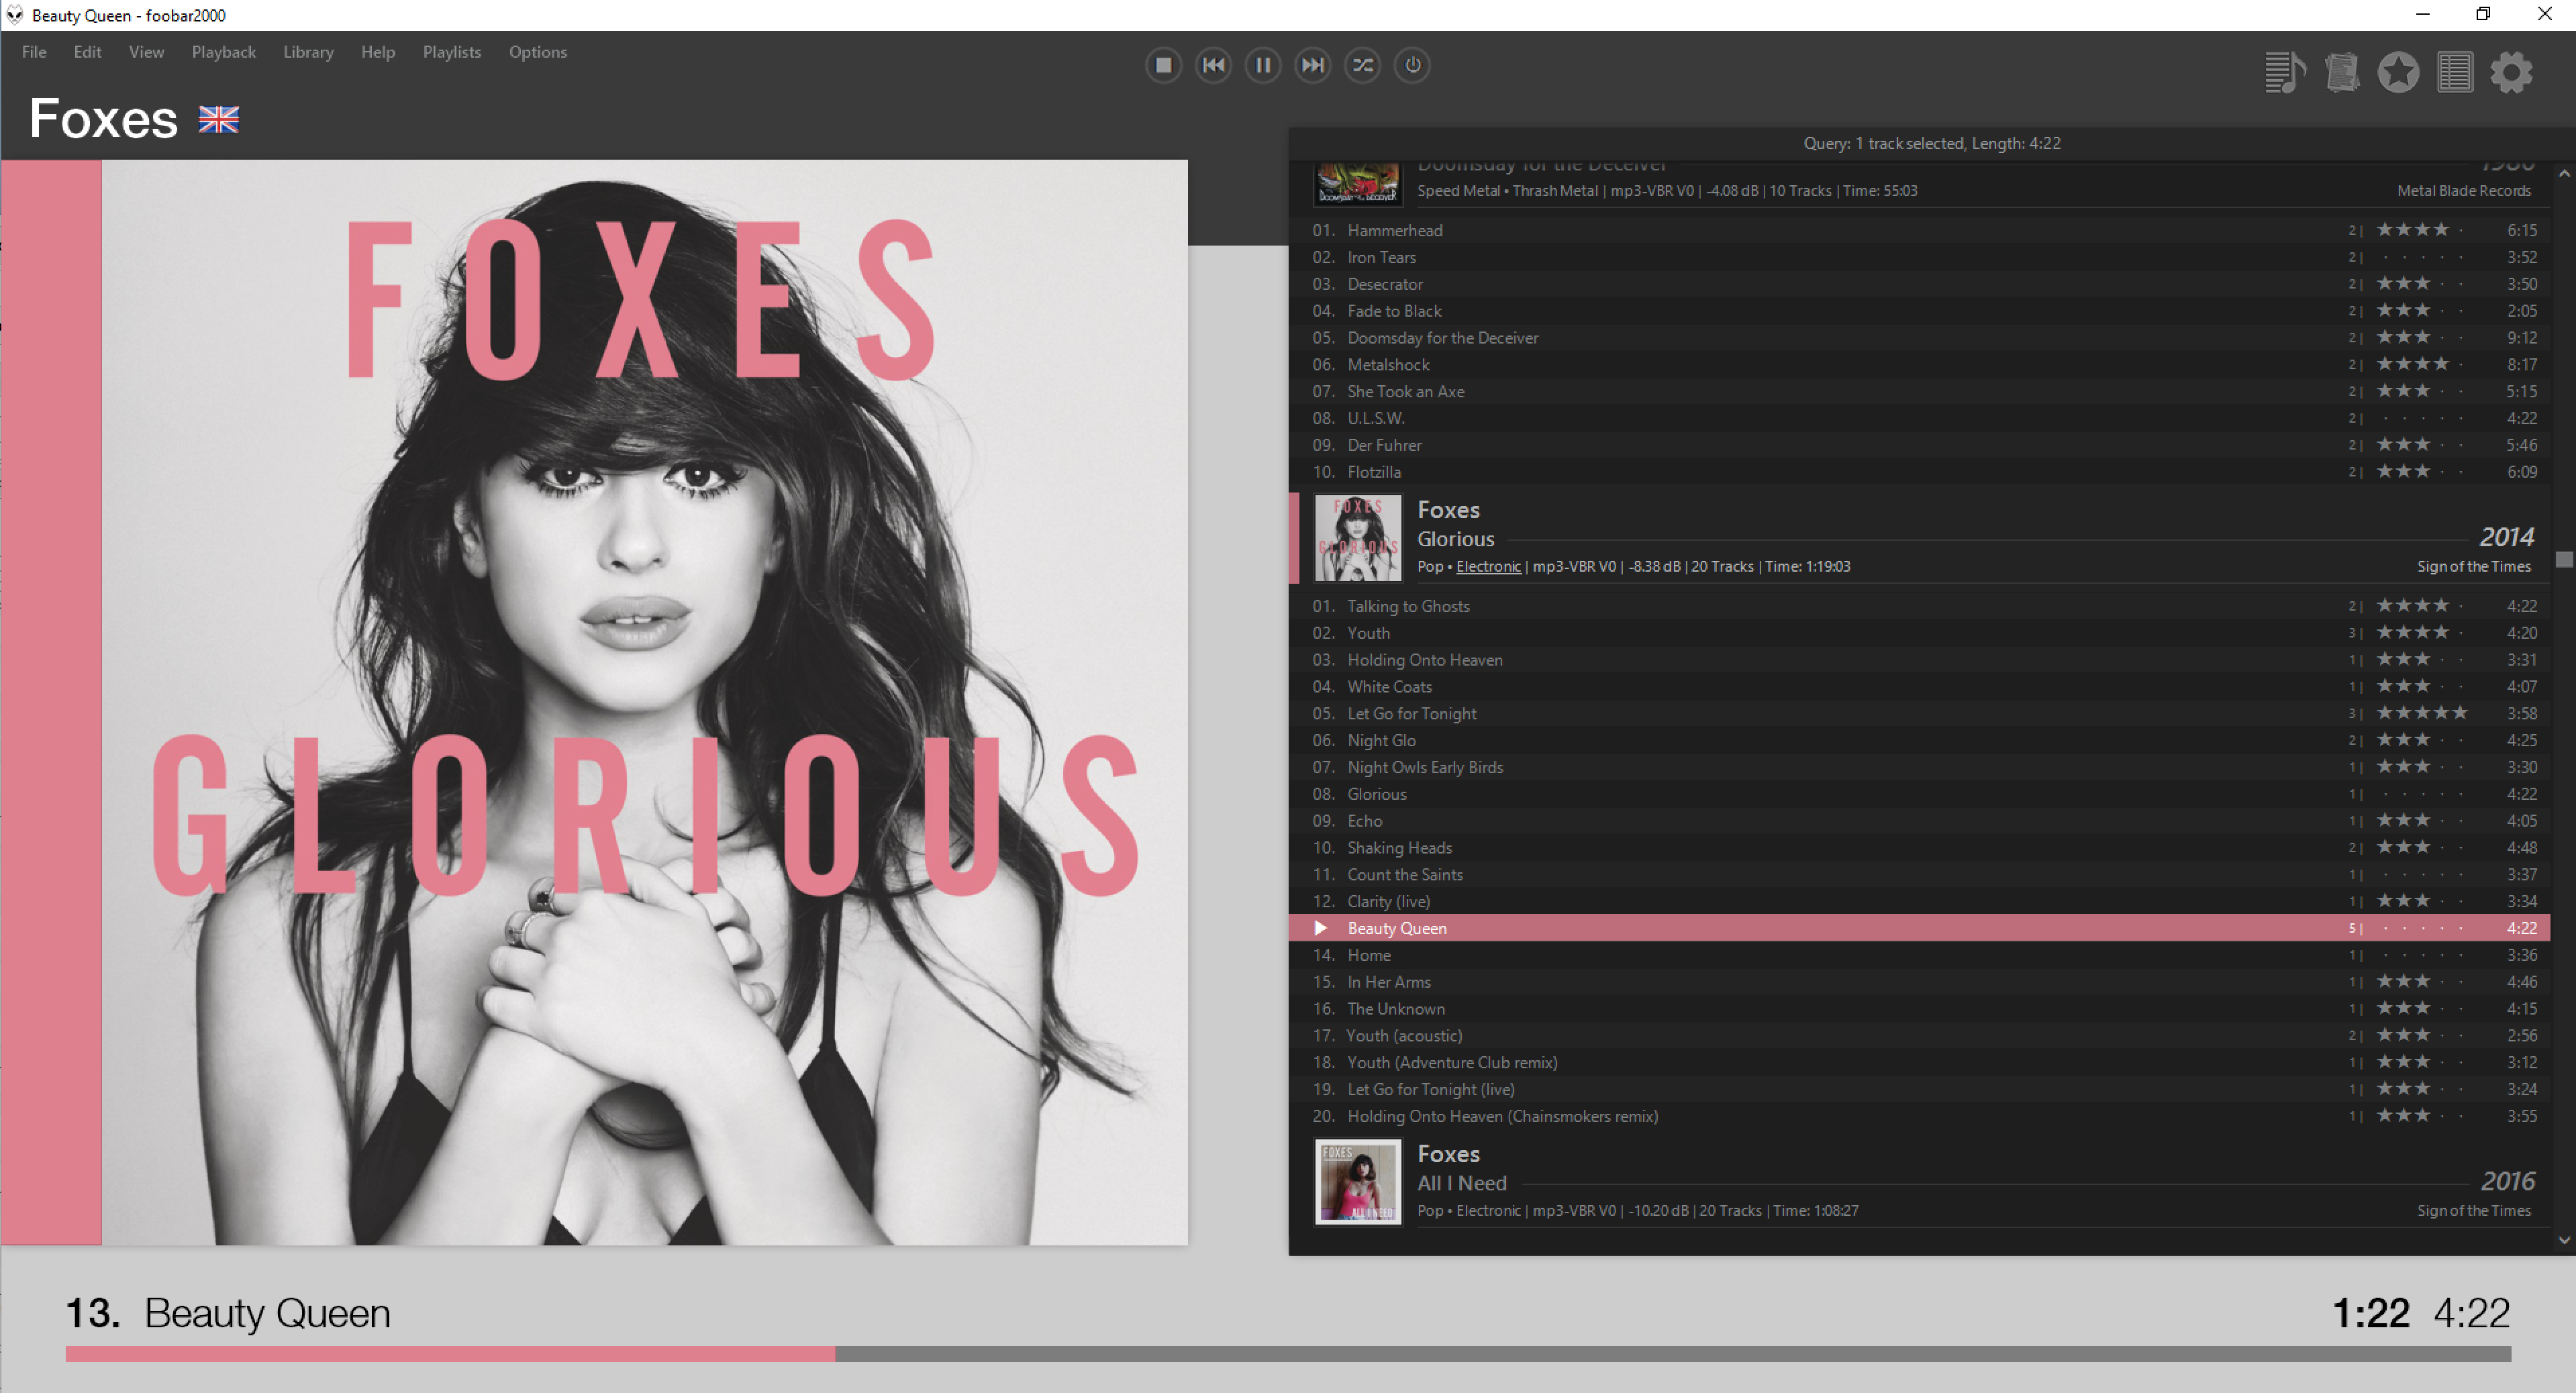 Beauty Queen - foobar2000
File Edit View Playback Library Help Playlists Options
Foxes
FOXES
GLORIOUS
Query: 1 track selected, Length: 4:22
Doomsday for the Deceiver 1986
Speed Metal • Thrash Metal | mp3-VBR V0 | -4.08 dB | 10 Tracks | Time: 55:03 Metal Blade Records
01. Hammerhead 2 | ★★★★ · 6:15
02. Iron Tears 2 | · · · · · 3:52
03. Desecrator 2 | ★★★ · · 3:50
04. Fade to Black 2 | ★★★ · · 2:05
05. Doomsday for the Deceiver 2 | ★★★ · · 9:12
06. Metalshock 2 | ★★★★ · 8:17
07. She Took an Axe 2 | ★★★ · · 5:15
08. U.L.S.W. 2 | · · · · · 4:22
09. Der Fuhrer 2 | ★★★ · · 5:46
10. Flotzilla 2 | ★★★ · · 6:09
FOXES
GLORIOUS
Foxes
Glorious 2014
Pop • Electronic | mp3-VBR V0 | -8.38 dB | 20 Tracks | Time: 1:19:03 Sign of the Times
01. Talking to Ghosts 2 | ★★★★ · 4:22
02. Youth 3 | ★★★★ · 4:20
03. Holding Onto Heaven 1 | ★★★ · · 3:31
04. White Coats 1 | ★★★ · · 4:07
05. Let Go for Tonight 3 | ★★★★★ 3:58
06. Night Glo 2 | ★★★ · · 4:25
07. Night Owls Early Birds 1 | ★★★ · · 3:30
08. Glorious 1 | · · · · · 4:22
09. Echo 1 | ★★★ · · 4:05
10. Shaking Heads 2 | ★★★ · · 4:48
11. Count the Saints 1 | · · · · · 3:37
12. Clarity (live) 1 | ★★★ · · 3:34
Beauty Queen 5 | · · · · · 4:22
14. Home 1 | · · · · · 3:36
15. In Her Arms 1 | ★★★ · · 4:46
16. The Unknown 1 | ★★★ · · 4:15
17. Youth (acoustic) 2 | ★★★ · · 2:56
18. Youth (Adventure Club remix) 1 | ★★★ · · 3:12
19. Let Go for Tonight (live) 1 | ★★★ · · 3:24
20. Holding Onto Heaven (Chainsmokers remix) 1 | ★★★ · · 3:55
FOXES
ALL I NEED
Foxes
All I Need 2016
Pop • Electronic | mp3-VBR V0 | -10.20 dB | 20 Tracks | Time: 1:08:27 Sign of the Times
13. Beauty Queen 1:22 4:22